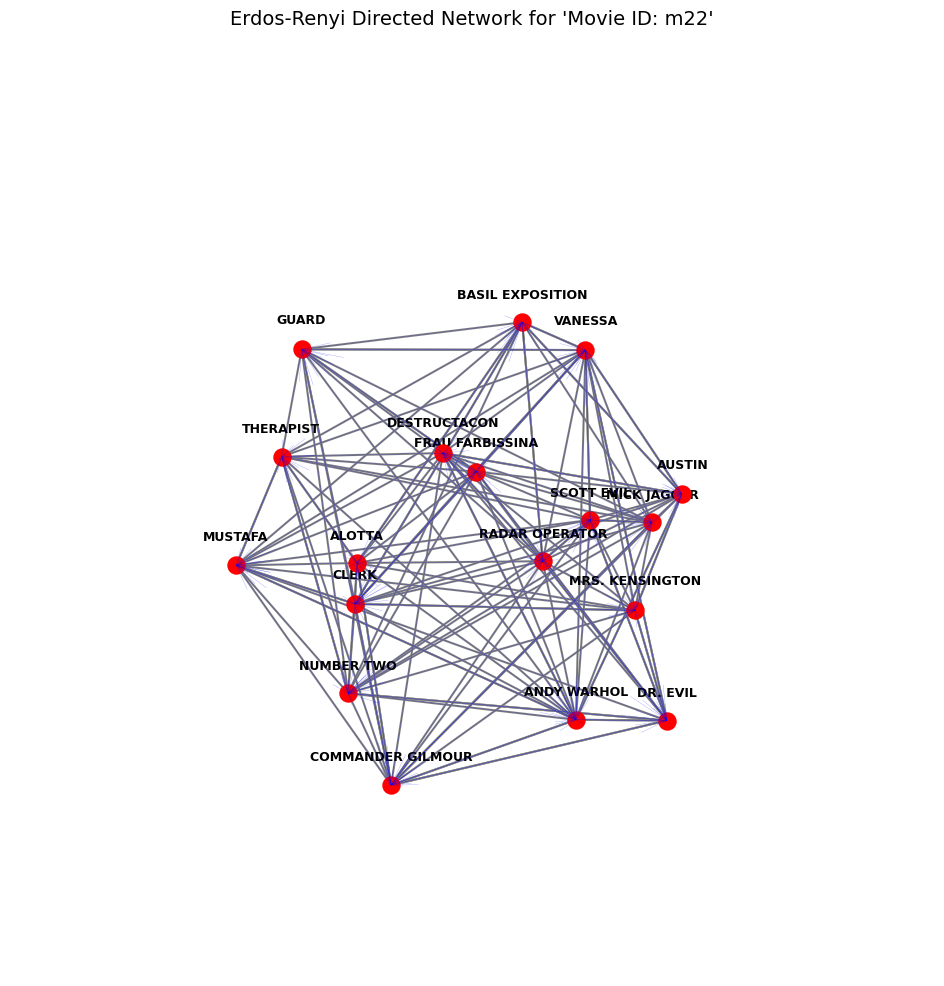 Erdos-Renyi Directed Network for 'Movie ID: m22'
BASIL EXPOSITION
GUARD
VANESSA
DESTRUCTACON
THERAPIST
FRAU FARBISSINA
AUSTIN
SCOTT EVIL
MICK JAGGER
RADAR OPERATOR
ALOTTA
MUSTAFA
CLERK
MRS. KENSINGTON
NUMBER TWO
ANDY WARHOL
DR. EVIL
COMMANDER GILMOUR